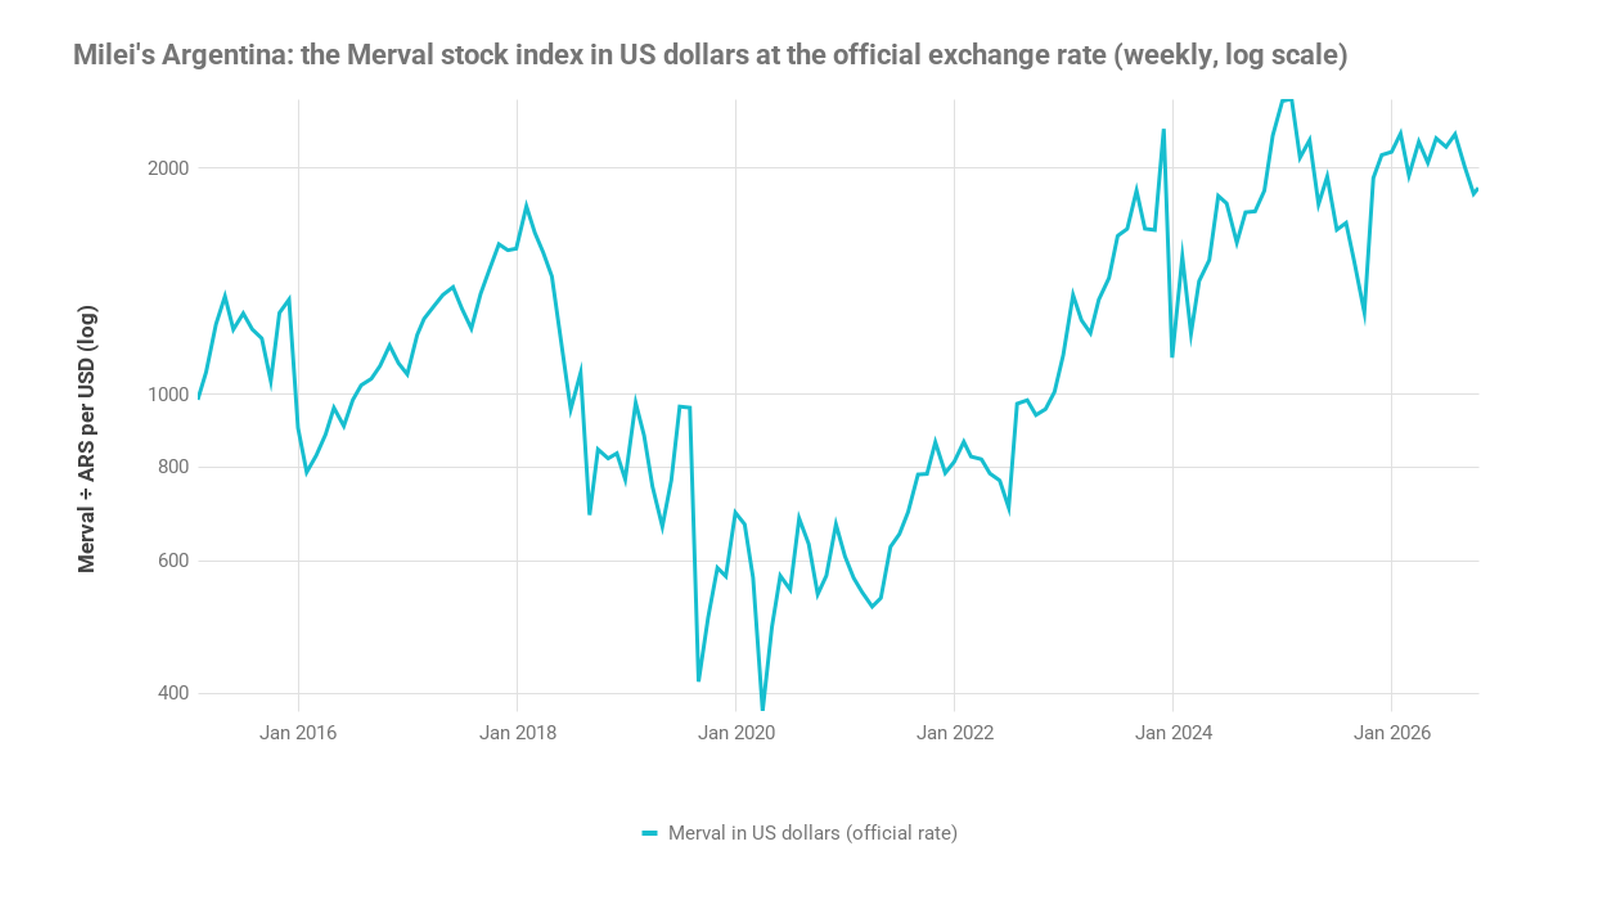 Milei's Argentina: the Merval stock index in US dollars at the official exchange rate (weekly, log scale)
Merval ÷ ARS per USD (log)
2000
1000
800
600
400
Jan 2016
Jan 2018
Jan 2020
Jan 2022
Jan 2024
Jan 2026
Merval in US dollars (official rate)